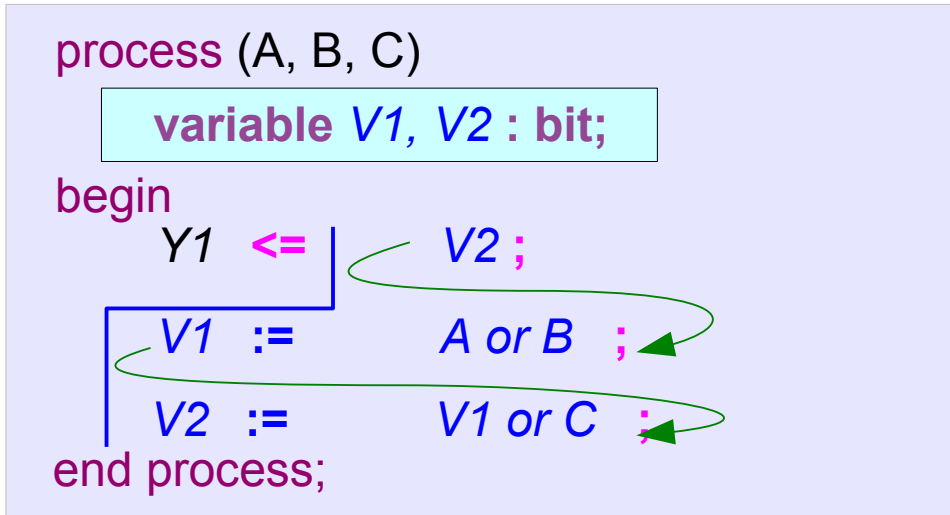 process (A, B, C)
variable V1, V2 : bit;
begin
Y1 <= V2 ;
V1 := A or B ;
V2 := V1 or C ;
end process;